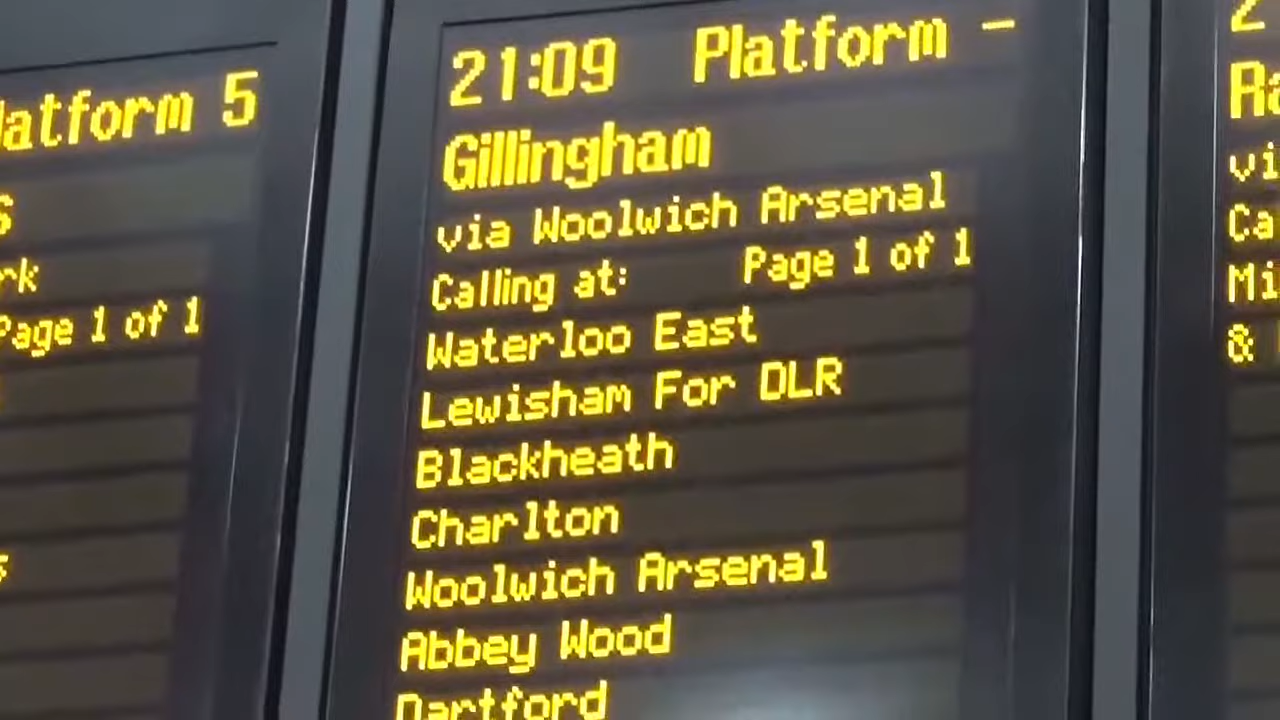 Platform 5
Page 1 of 1
21:09 Platform -
Gillingham
via Woolwich Arsenal
Calling at: Page 1 of 1
Waterloo East
Lewisham For DLR
Blackheath
Charlton
Woolwich Arsenal
Abbey Wood
Dartford
&